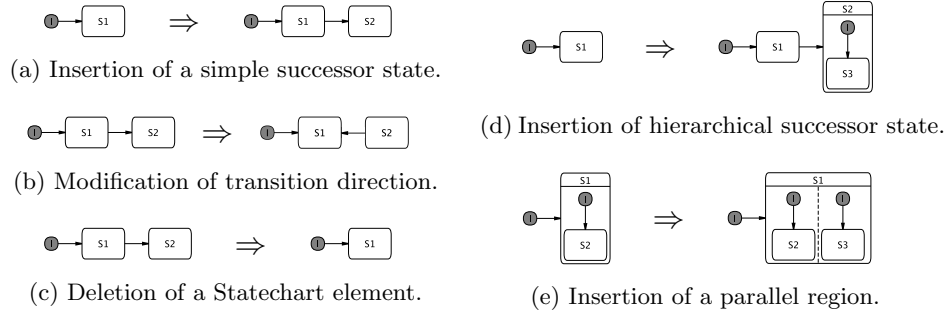 I S1 ⇒ I S1 S2
(a) Insertion of a simple successor state.
I S1 S2 ⇒ I S1 S2
(b) Modification of transition direction.
I S1 S2 ⇒ I S1
(c) Deletion of a Statechart element.
S2
I
I S1 ⇒ I S1
S3
(d) Insertion of hierarchical successor state.
S1 S1
I I I
I ⇒ I
S2 S2 S3
(e) Insertion of a parallel region.